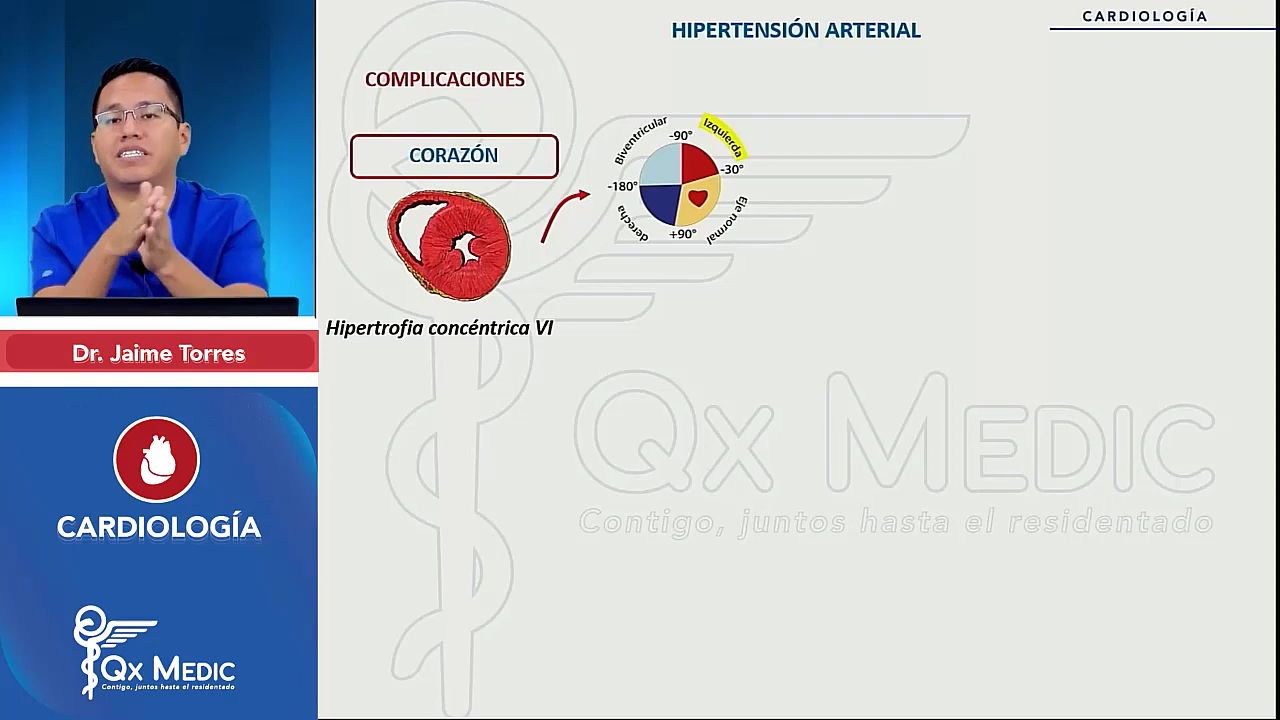 CARDIOLOGÍA
HIPERTENSIÓN ARTERIAL
COMPLICACIONES
CORAZÓN
Hipertrofia concéntrica VI
Biventricular
-90°
Izquierda
-30°
-180°
derecha
+90°
Eje normal
Dr. Jaime Torres
CARDIOLOGÍA
QX MEDIC
Contigo, juntos hasta el residentado
QX MEDIC
Contigo, juntos hasta el residentado